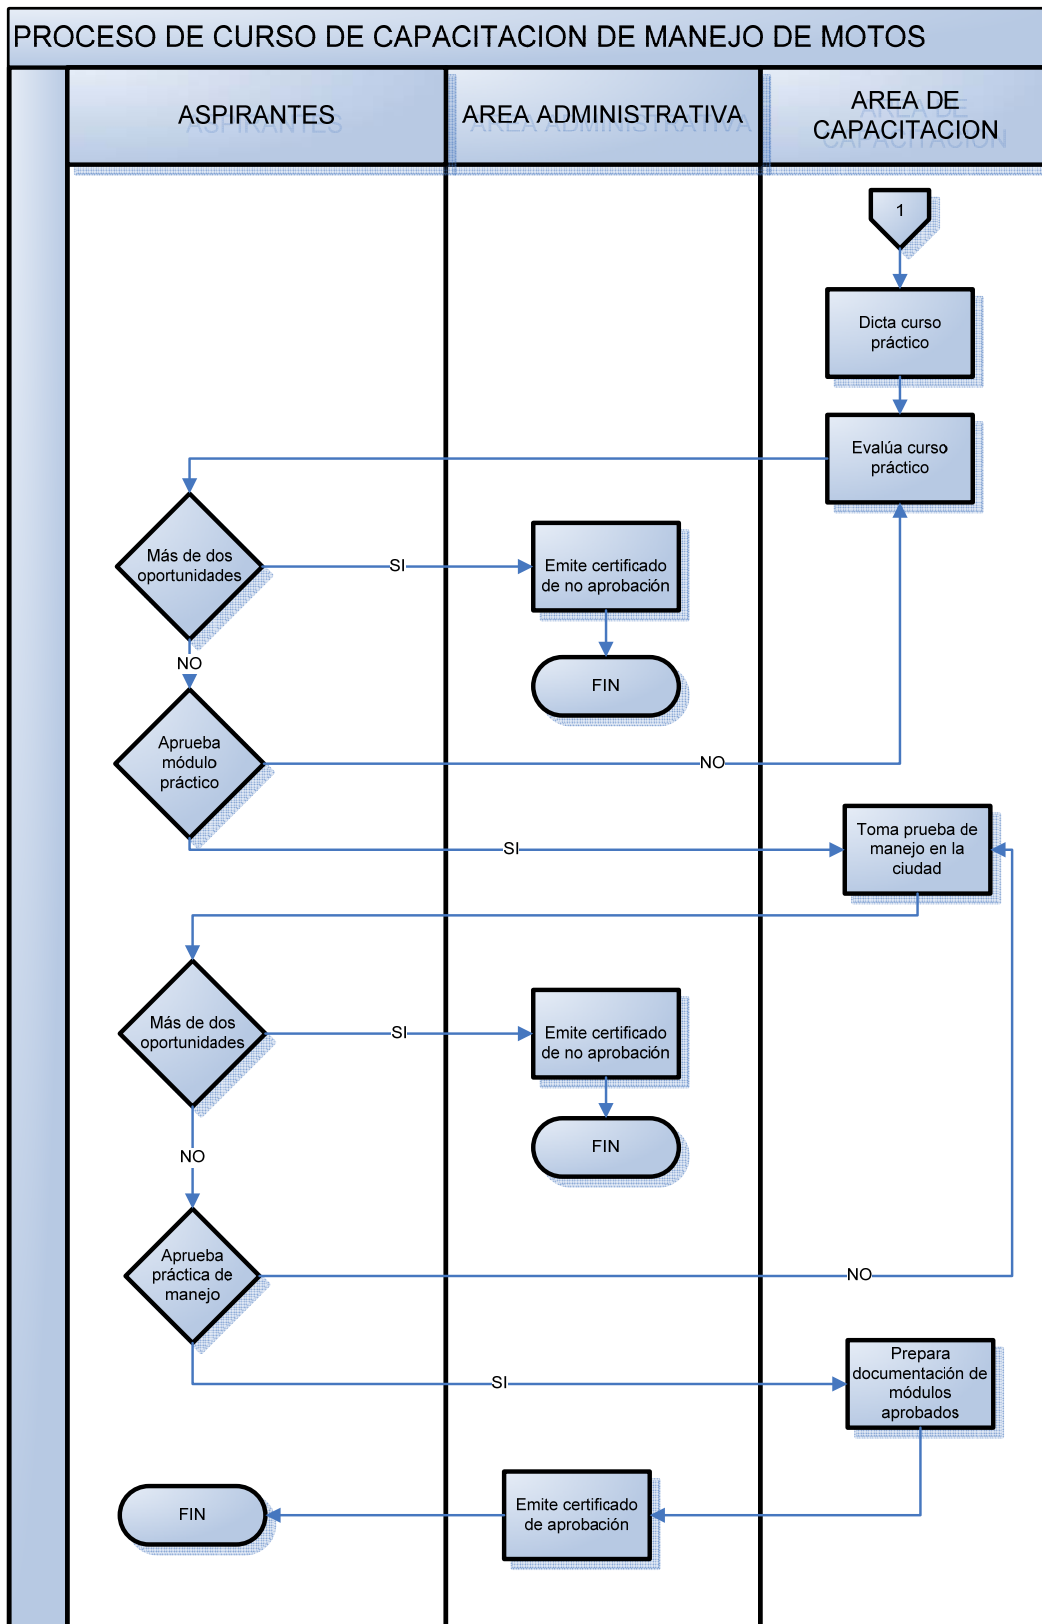 PROCESO DE CURSO DE CAPACITACION DE MANEJO DE MOTOS
ASPIRANTES
AREA ADMINISTRATIVA
AREA DE
CAPACITACION
1
Dicta curso
práctico
Evalúa curso
práctico
Más de dos
oportunidades
SI
Emite certificado
de no aprobación
NO
FIN
Aprueba
módulo
práctico
NO
SI
Toma prueba de
manejo en la
ciudad
Más de dos
oportunidades
SI
Emite certificado
de no aprobación
NO
FIN
Aprueba
práctica de
manejo
NO
SI
Prepara
documentación de
módulos
aprobados
Emite certificado
de aprobación
FIN